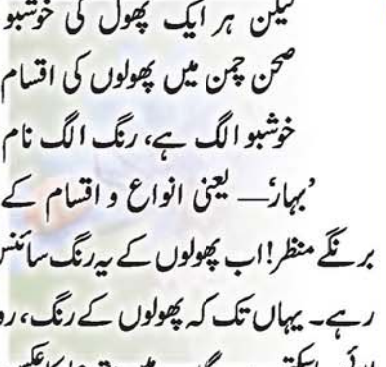 لیکن ہر ایک پھول کی خوشبو
صحن چمن میں پھولوں کی اقسام
خوشبو الگ ہے، رنگ الگ نام
’بہار‘— یعنی انواع و اقسام کے
برنگے منظر! اب پھولوں کے یہ رنگ سائنس
رہے۔ یہاں تک کہ پھولوں کے رنگ، رو